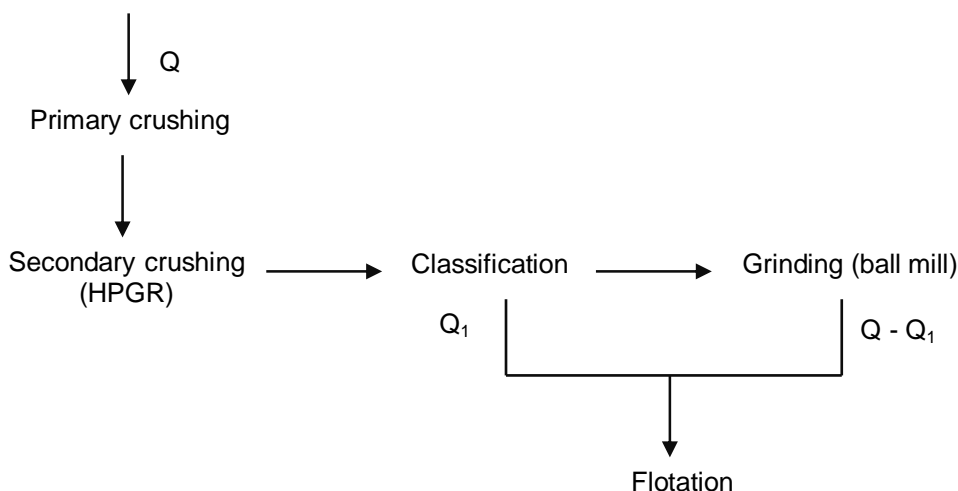 Q
Primary crushing
Secondary crushing
(HPGR)
Classification
Grinding (ball mill)
Q₁
Q - Q₁
Flotation